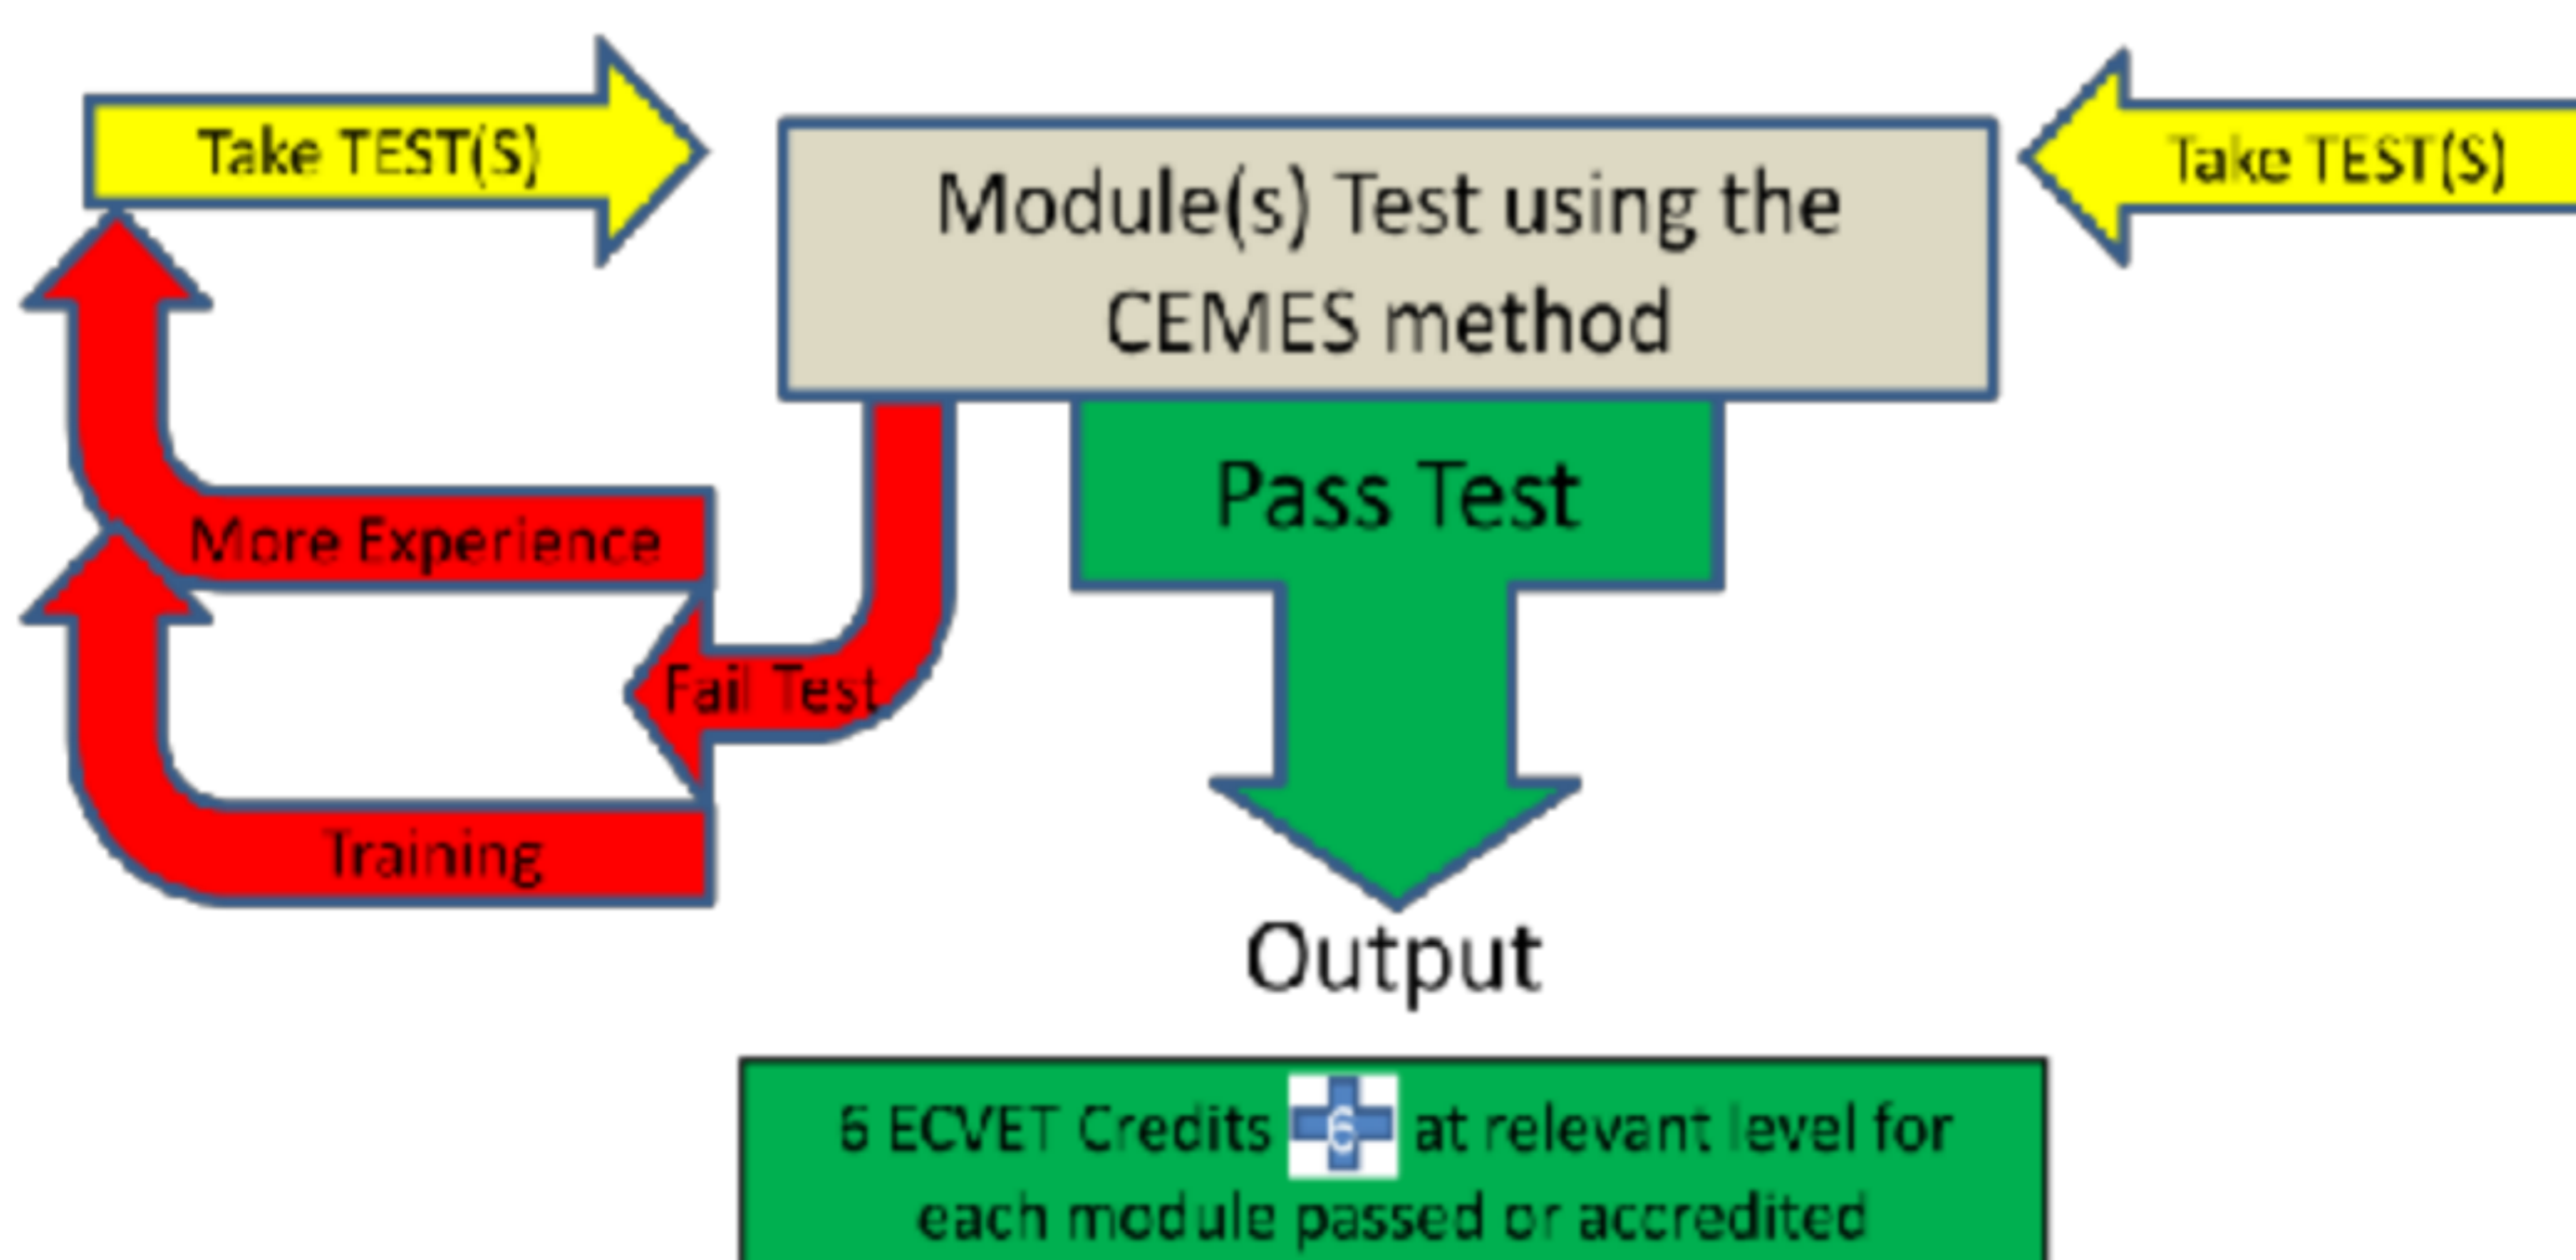 Take TEST(S)
Module(s) Test using the
CEMES method
Take TEST(S)
Pass Test
More Experience
Fail Test
Training
Output
5 ECVET Credits 6 at relevant level for
each module passed or accredited